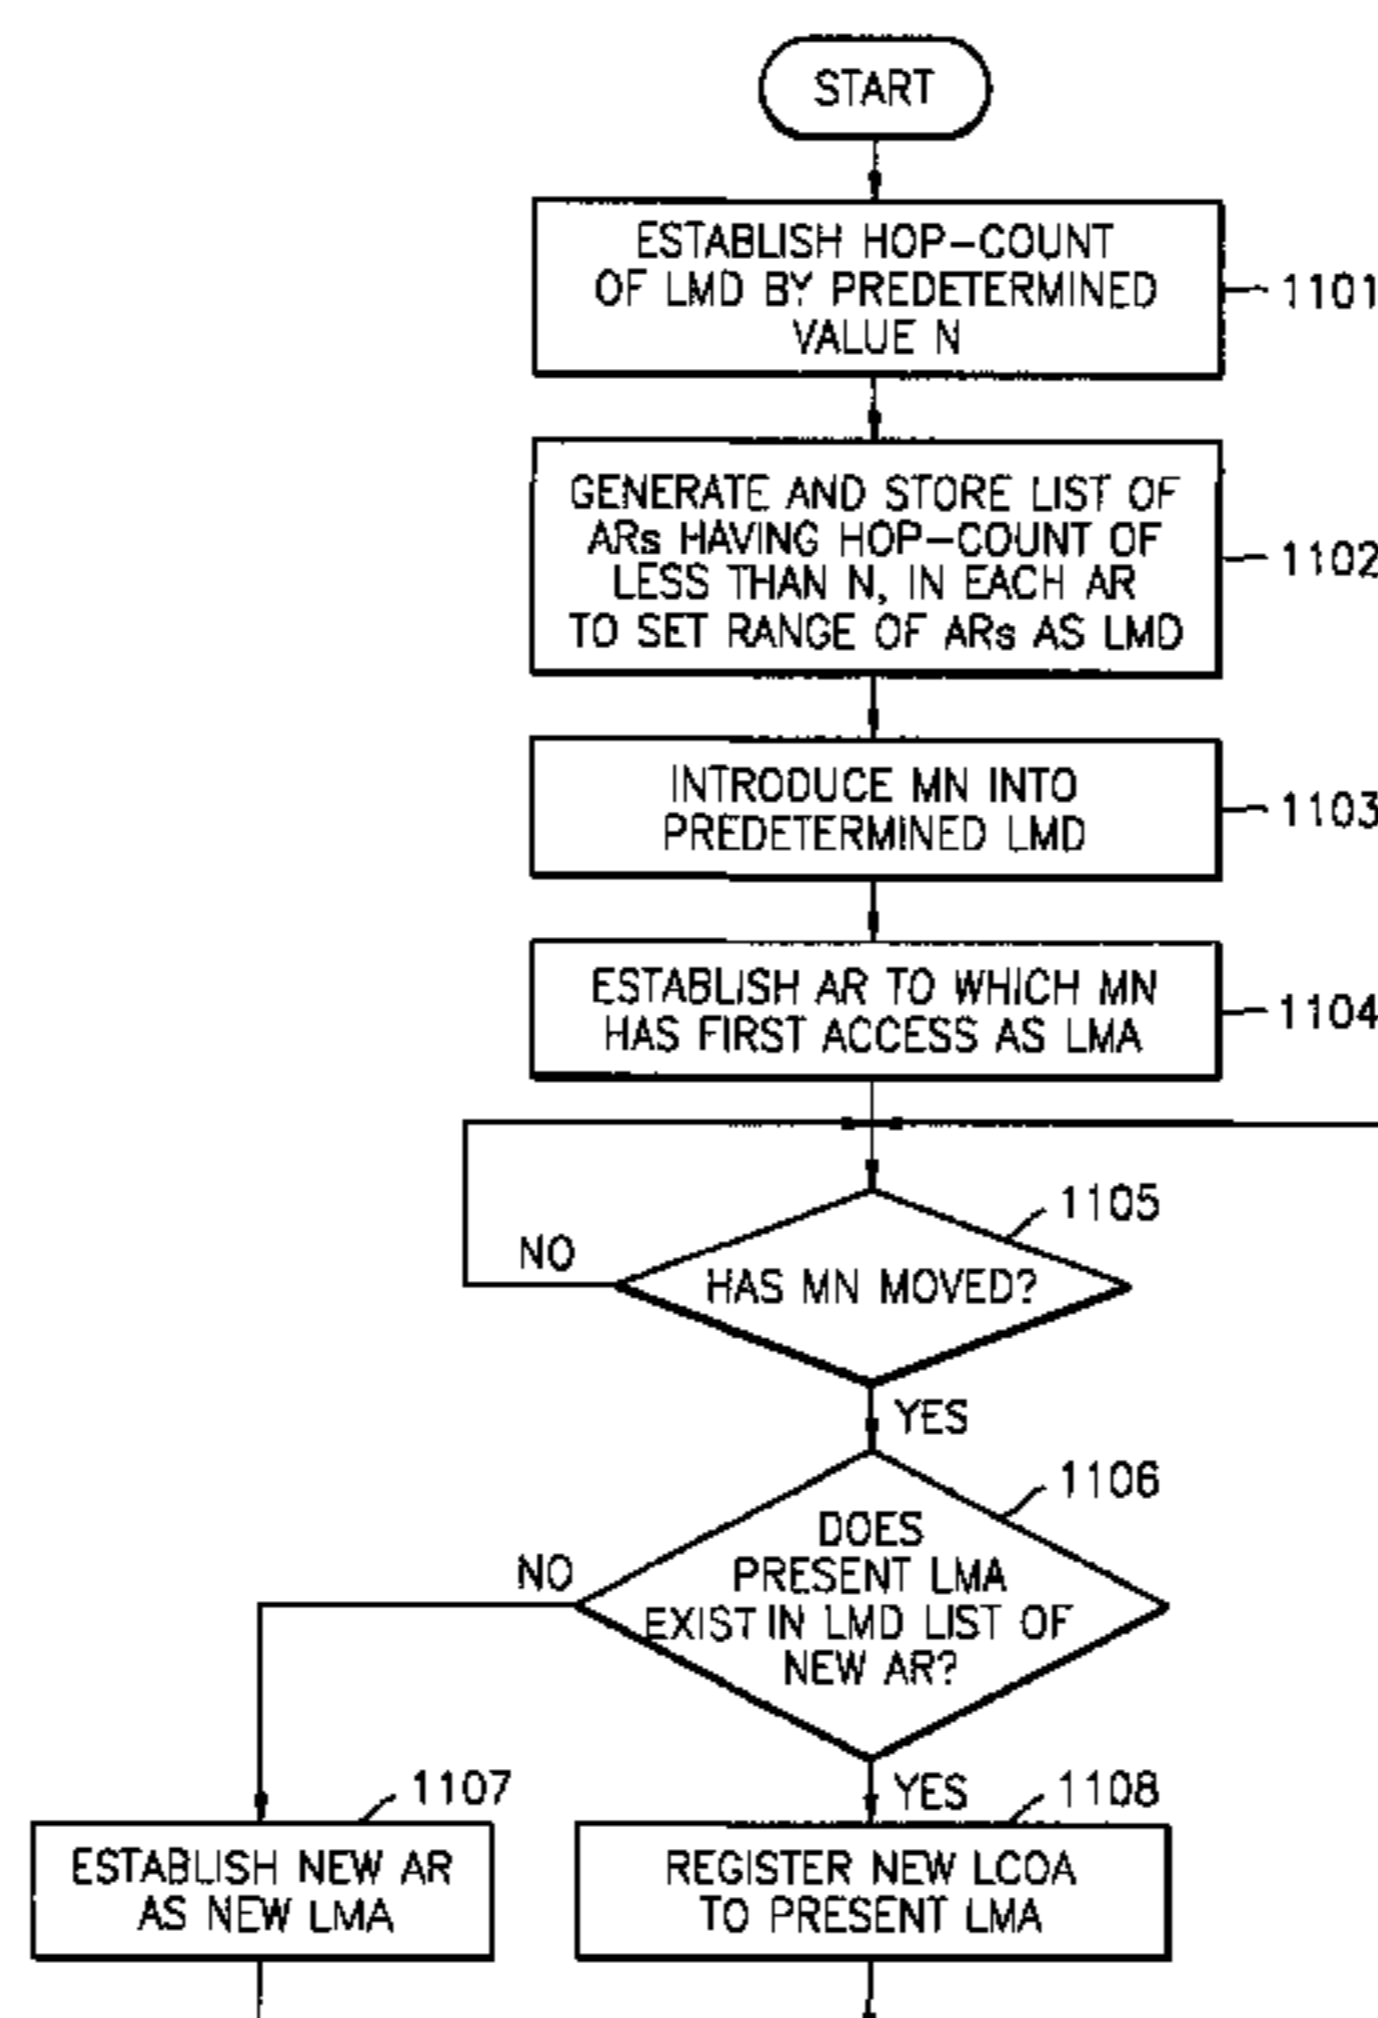 START
ESTABLISH HOP-COUNT
OF LMD BY PREDETERMINED
VALUE N
1101
GENERATE AND STORE LIST OF
ARs HAVING HOP-COUNT OF
LESS THAN N, IN EACH AR
TO SET RANGE OF ARs AS LMD
1102
INTRODUCE MN INTO
PREDETERMINED LMD
1103
ESTABLISH AR TO WHICH MN
HAS FIRST ACCESS AS LMA
1104
1105
NO
HAS MN MOVED?
YES
1106
NO
DOES
PRESENT LMA
EXIST IN LMD LIST OF
NEW AR?
YES
1107
ESTABLISH NEW AR
AS NEW LMA
1108
REGISTER NEW LCOA
TO PRESENT LMA